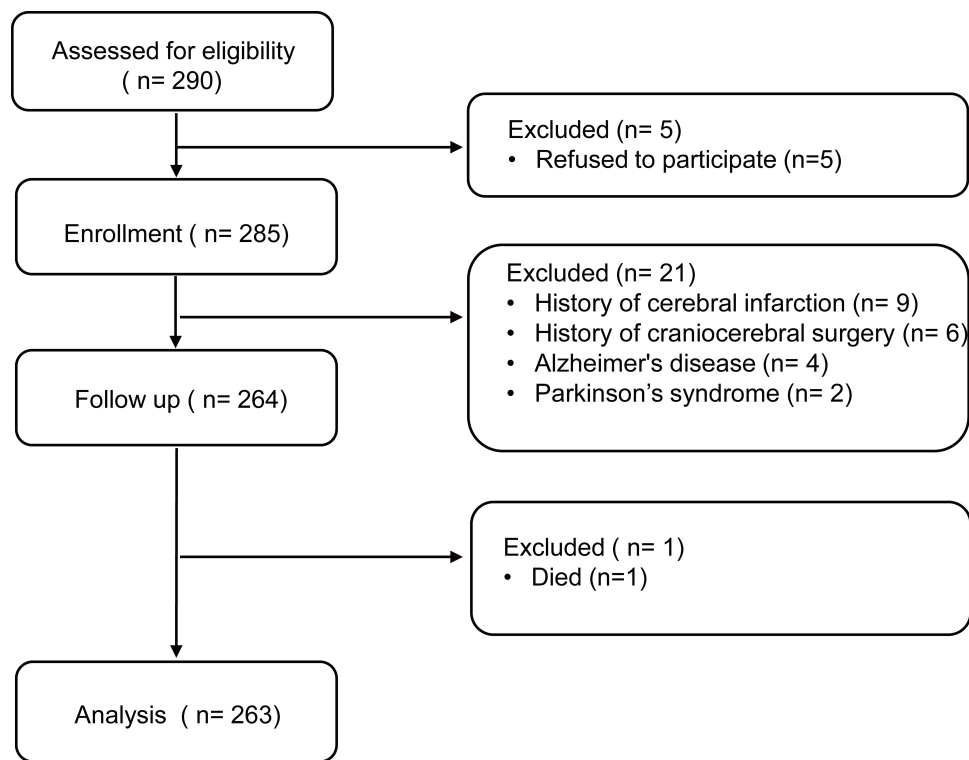 Assessed for eligibility
( n= 290)
Excluded (n= 5)
• Refused to participate (n=5)
Enrollment ( n= 285)
Excluded (n= 21)
• History of cerebral infarction (n= 9)
• History of craniocerebral surgery (n= 6)
• Alzheimer's disease (n= 4)
• Parkinson’s syndrome (n= 2)
Follow up ( n= 264)
Excluded ( n= 1)
• Died (n=1)
Analysis ( n= 263)